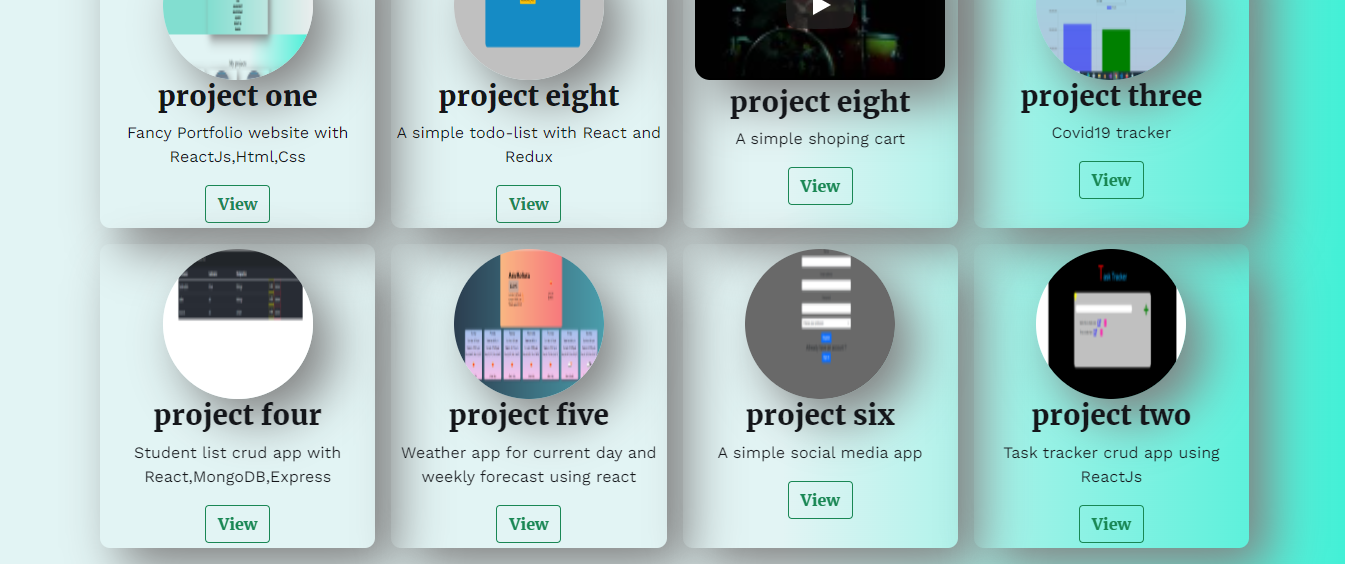 project one
Fancy Portfolio website with
ReactJs,Html,Css
View
project eight
A simple todo-list with React and
Redux
View
project eight
A simple shoping cart
View
project three
Covid19 tracker
View
project four
Student list crud app with
React,MongoDB,Express
View
project five
Weather app for current day and
weekly forecast using react
View
project six
A simple social media app
View
Task Tracker
project two
Task tracker crud app using
ReactJs
View